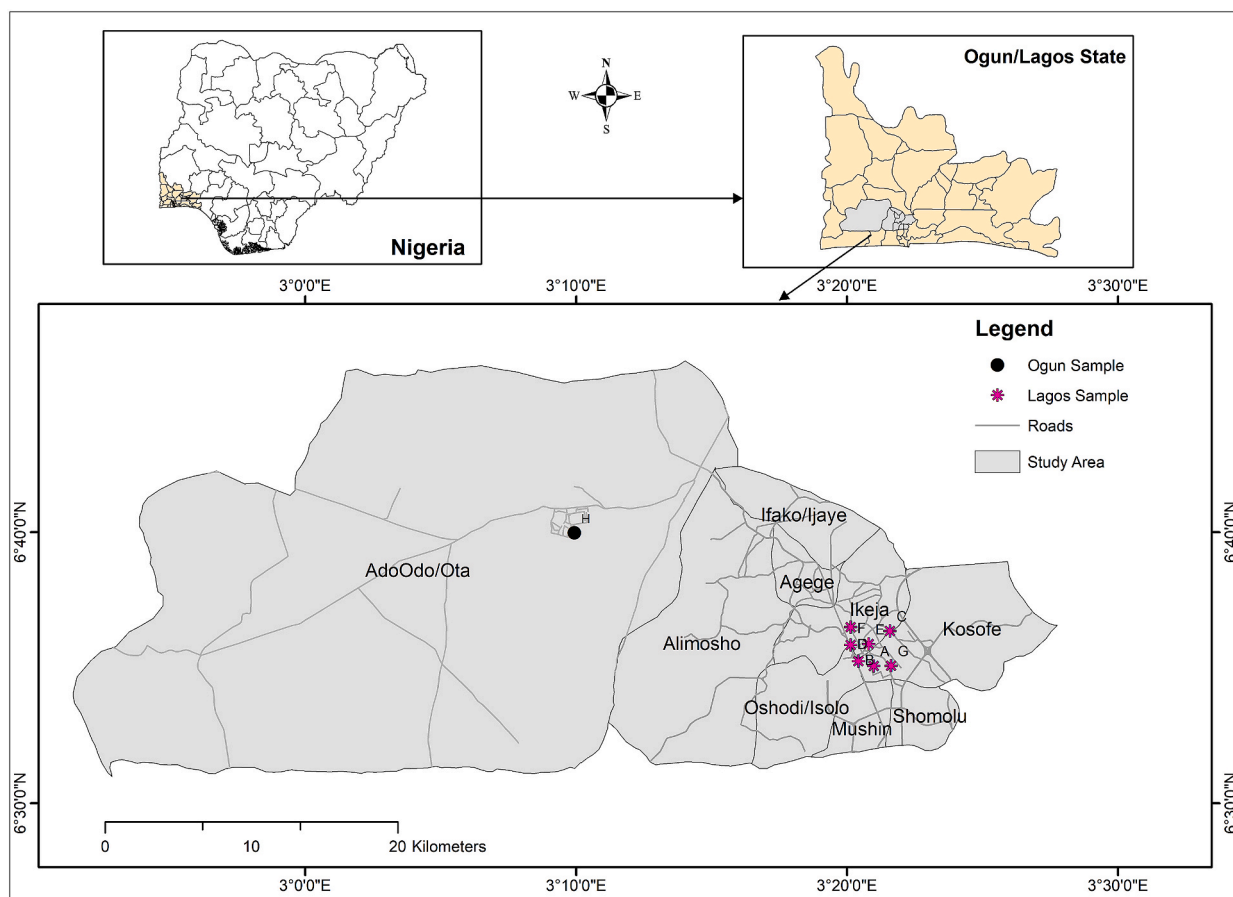 N
W E
S
Nigeria
Ogun/Lagos State
3°0'0"E
3°10'0"E
3°20'0"E
3°30'0"E
Legend
Ogun Sample
Lagos Sample
Roads
Study Area
6°40'0"N
6°40'0"N
H
AdoOdo/Ota
Ifako/Ijaye
Agege
Ikeja
C
F
E
Kosofe
Alimosho
D
A
G
B
Oshodi/Isolo
Shomolu
Mushin
6°30'0"N
6°30'0"N
0 10 20 Kilometers
3°0'0"E
3°10'0"E
3°20'0"E
3°30'0"E